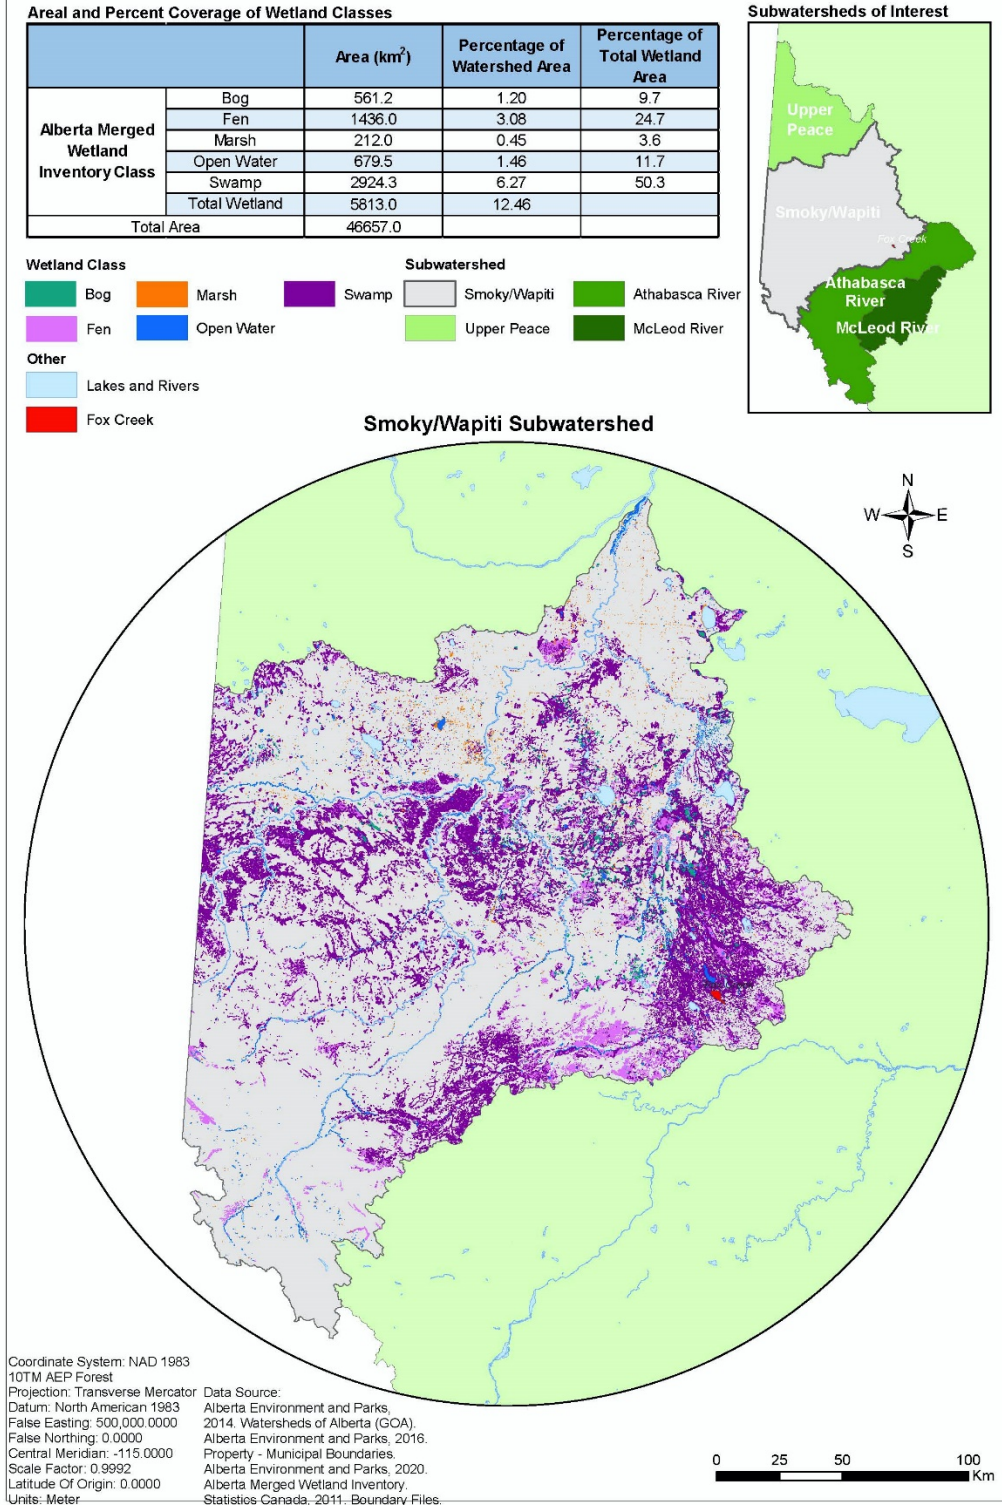 Areal and Percent Coverage of Wetland Classes
Area (km²) Percentage of Watershed Area Percentage of Total Wetland Area
Alberta Merged Wetland Inventory Class
Bog 561.2 1.20 9.7
Fen 1436.0 3.08 24.7
Marsh 212.0 0.45 3.6
Open Water 679.5 1.46 11.7
Swamp 2924.3 6.27 50.3
Total Wetland 5813.0 12.46
Total Area 46657.0
Subwatersheds of Interest
Upper
Peace
Smoky/Wapiti
Fox Creek
Athabasca
River
McLeod River
Wetland Class
Bog Marsh Swamp
Fen Open Water
Subwatershed
Smoky/Wapiti Athabasca River
Upper Peace McLeod River
Other
Lakes and Rivers
Fox Creek
Smoky/Wapiti Subwatershed
N
W E
S
Coordinate System: NAD 1983
10TM AEP Forest
Projection: Transverse Mercator
Datum: North American 1983
False Easting: 500,000.0000
False Northing: 0.0000
Central Meridian: -115.0000
Scale Factor: 0.9992
Latitude Of Origin: 0.0000
Units: Meter
Data Source:
Alberta Environment and Parks,
2014. Watersheds of Alberta (GOA).
Alberta Environment and Parks, 2016.
Property - Municipal Boundaries.
Alberta Environment and Parks, 2020.
Alberta Merged Wetland Inventory.
Statistics Canada, 2011. Boundary Files.
0 25 50 100
Km